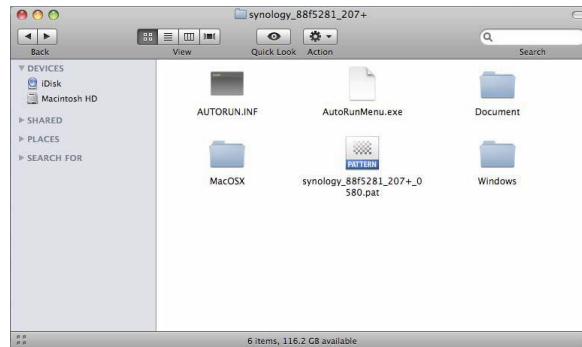 synology_88f5281_207+
Back
View
Quick Look
Action
Search
DEVICES
iDisk
Macintosh HD
SHARED
PLACES
SEARCH FOR
AUTORUN.INF
AutoRunMenu.exe
Document
MacOSX
PATTERN
synology_88f5281_207+_0
580.pat
Windows
6 items, 116.2 GB available